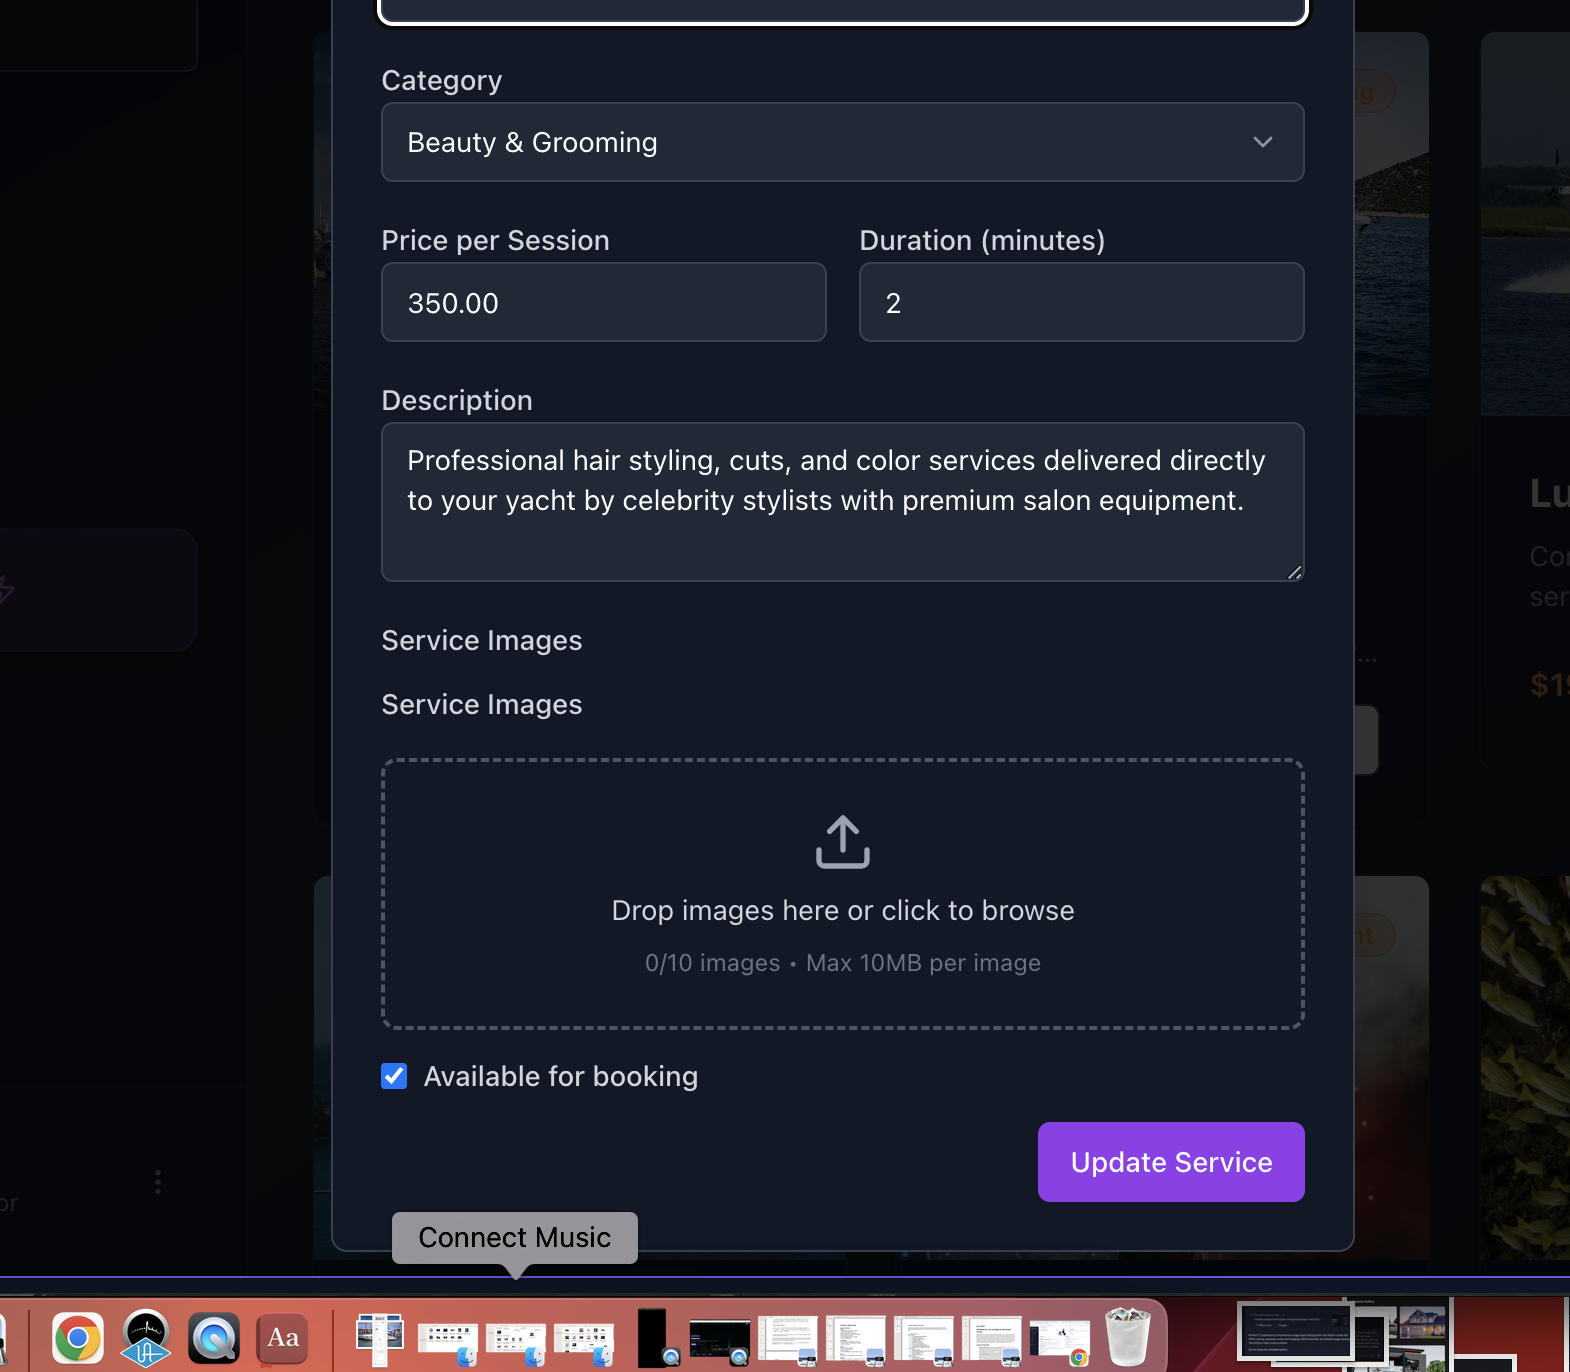 Category
Beauty & Grooming
Price per Session
Duration (minutes)
350.00
2
Description
Professional hair styling, cuts, and color services delivered directly
to your yacht by celebrity stylists with premium salon equipment.
Service Images
Service Images
Drop images here or click to browse
0/10 images • Max 10MB per image
Available for booking
Update Service
Connect Music
Aa